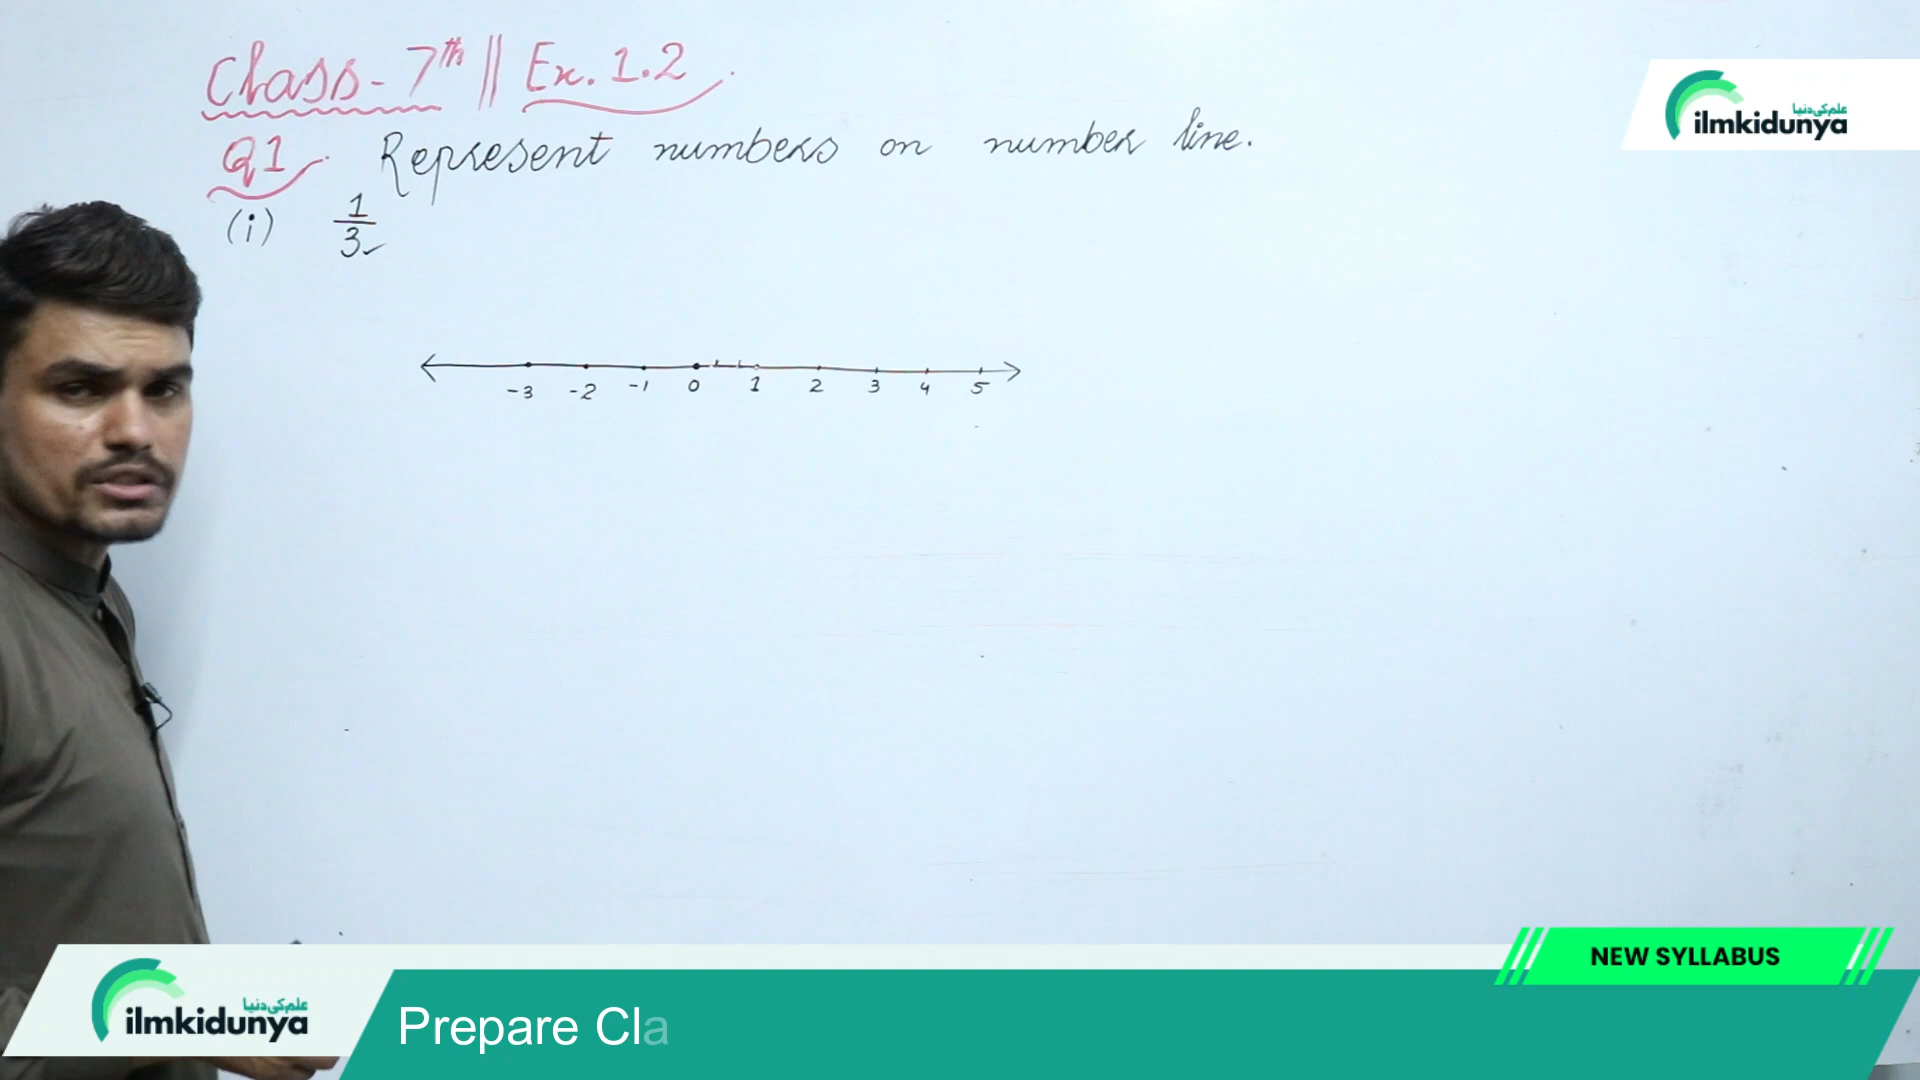 Class-7th || Ex. 1.2
Q1. Represent numbers on number line.
(i) 1/3
-3 -2 -1 0 1 2 3 4 5
علم کی دنیا
ilmkidunya
NEW SYLLABUS
علم کی دنیا
ilmkidunya
Prepare Cla